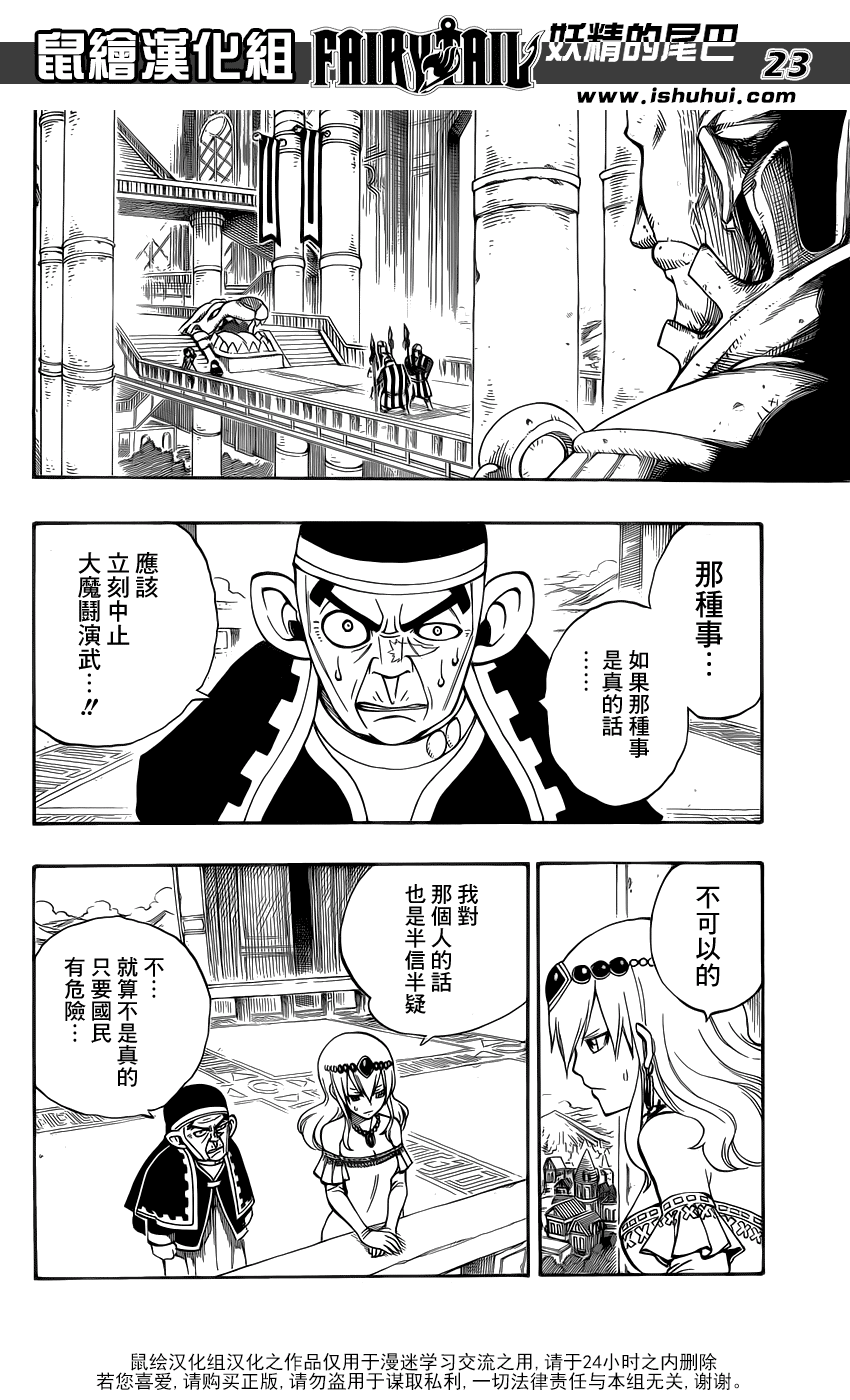 鼠繪漢化組
FAIRY TAIL
妖精的尾巴
23
www.ishuhui.com
那種事…
如果那種事
是真的話
……
應該
立刻中止
大魔鬪演武…!!
不可以的
我對
那個人的話
也是半信半疑
不…
就算不是真的
只要國民
有危險…
鼠绘汉化组汉化之作品仅用于漫迷学习交流之用,请于24小时之内删除
若您喜爱,请购买正版,请勿盗用于谋取私利,一切法律责任与本组无关,谢谢。